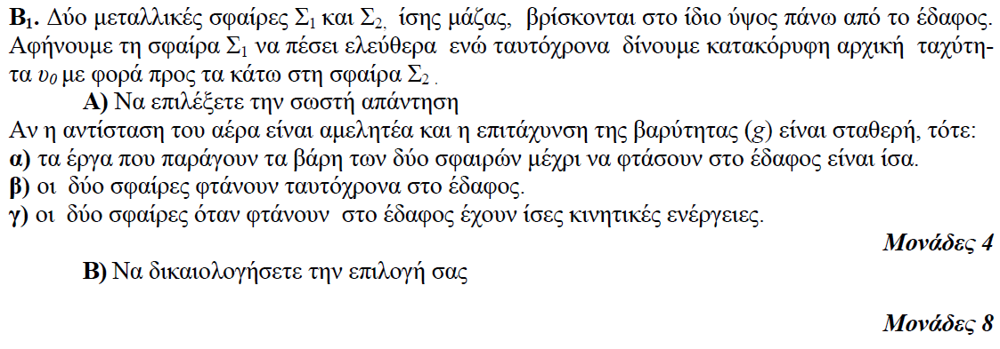 Β₁. Δύο μεταλλικές σφαίρες Σ₁ και Σ₂, ίσης μάζας, βρίσκονται στο ίδιο ύψος πάνω από το έδαφος.
Αφήνουμε τη σφαίρα Σ₁ να πέσει ελεύθερα ενώ ταυτόχρονα δίνουμε κατακόρυφη αρχική ταχύτη-
τα υ₀ με φορά προς τα κάτω στη σφαίρα Σ₂ .
Α) Να επιλέξετε την σωστή απάντηση
Αν η αντίσταση του αέρα είναι αμελητέα και η επιτάχυνση της βαρύτητας (g) είναι σταθερή, τότε:
α) τα έργα που παράγουν τα βάρη των δύο σφαιρών μέχρι να φτάσουν στο έδαφος είναι ίσα.
β) οι δύο σφαίρες φτάνουν ταυτόχρονα στο έδαφος.
γ) οι δύο σφαίρες όταν φτάνουν στο έδαφος έχουν ίσες κινητικές ενέργειες.
Μονάδες 4
Β) Να δικαιολογήσετε την επιλογή σας
Μονάδες 8